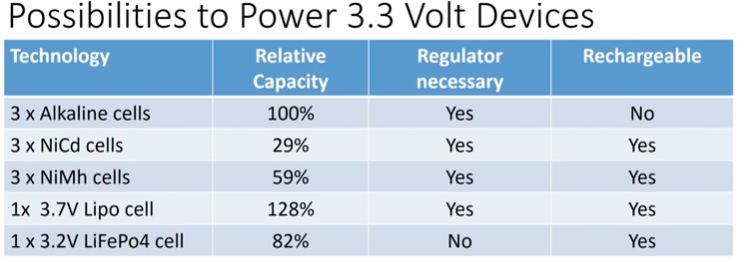 Possibilities to Power 3.3 Volt Devices
Technology Relative Capacity Regulator necessary Rechargeable
3 x Alkaline cells 100% Yes No
3 x NiCd cells 29% Yes Yes
3 x NiMh cells 59% Yes Yes
1x 3.7V Lipo cell 128% Yes Yes
1 x 3.2V LiFePo4 cell 82% No Yes